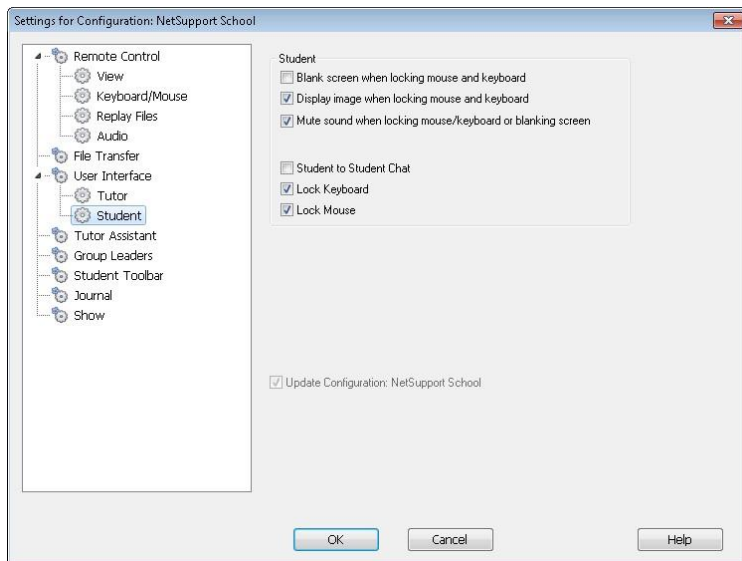 Settings for Configuration: NetSupport School
Remote Control
View
Keyboard/Mouse
Replay Files
Audio
File Transfer
User Interface
Tutor
Student
Tutor Assistant
Group Leaders
Student Toolbar
Journal
Show
Student
Blank screen when locking mouse and keyboard
Display image when locking mouse and keyboard
Mute sound when locking mouse/keyboard or blanking screen
Student to Student Chat
Lock Keyboard
Lock Mouse
Update Configuration: NetSupport School
OK Cancel Help